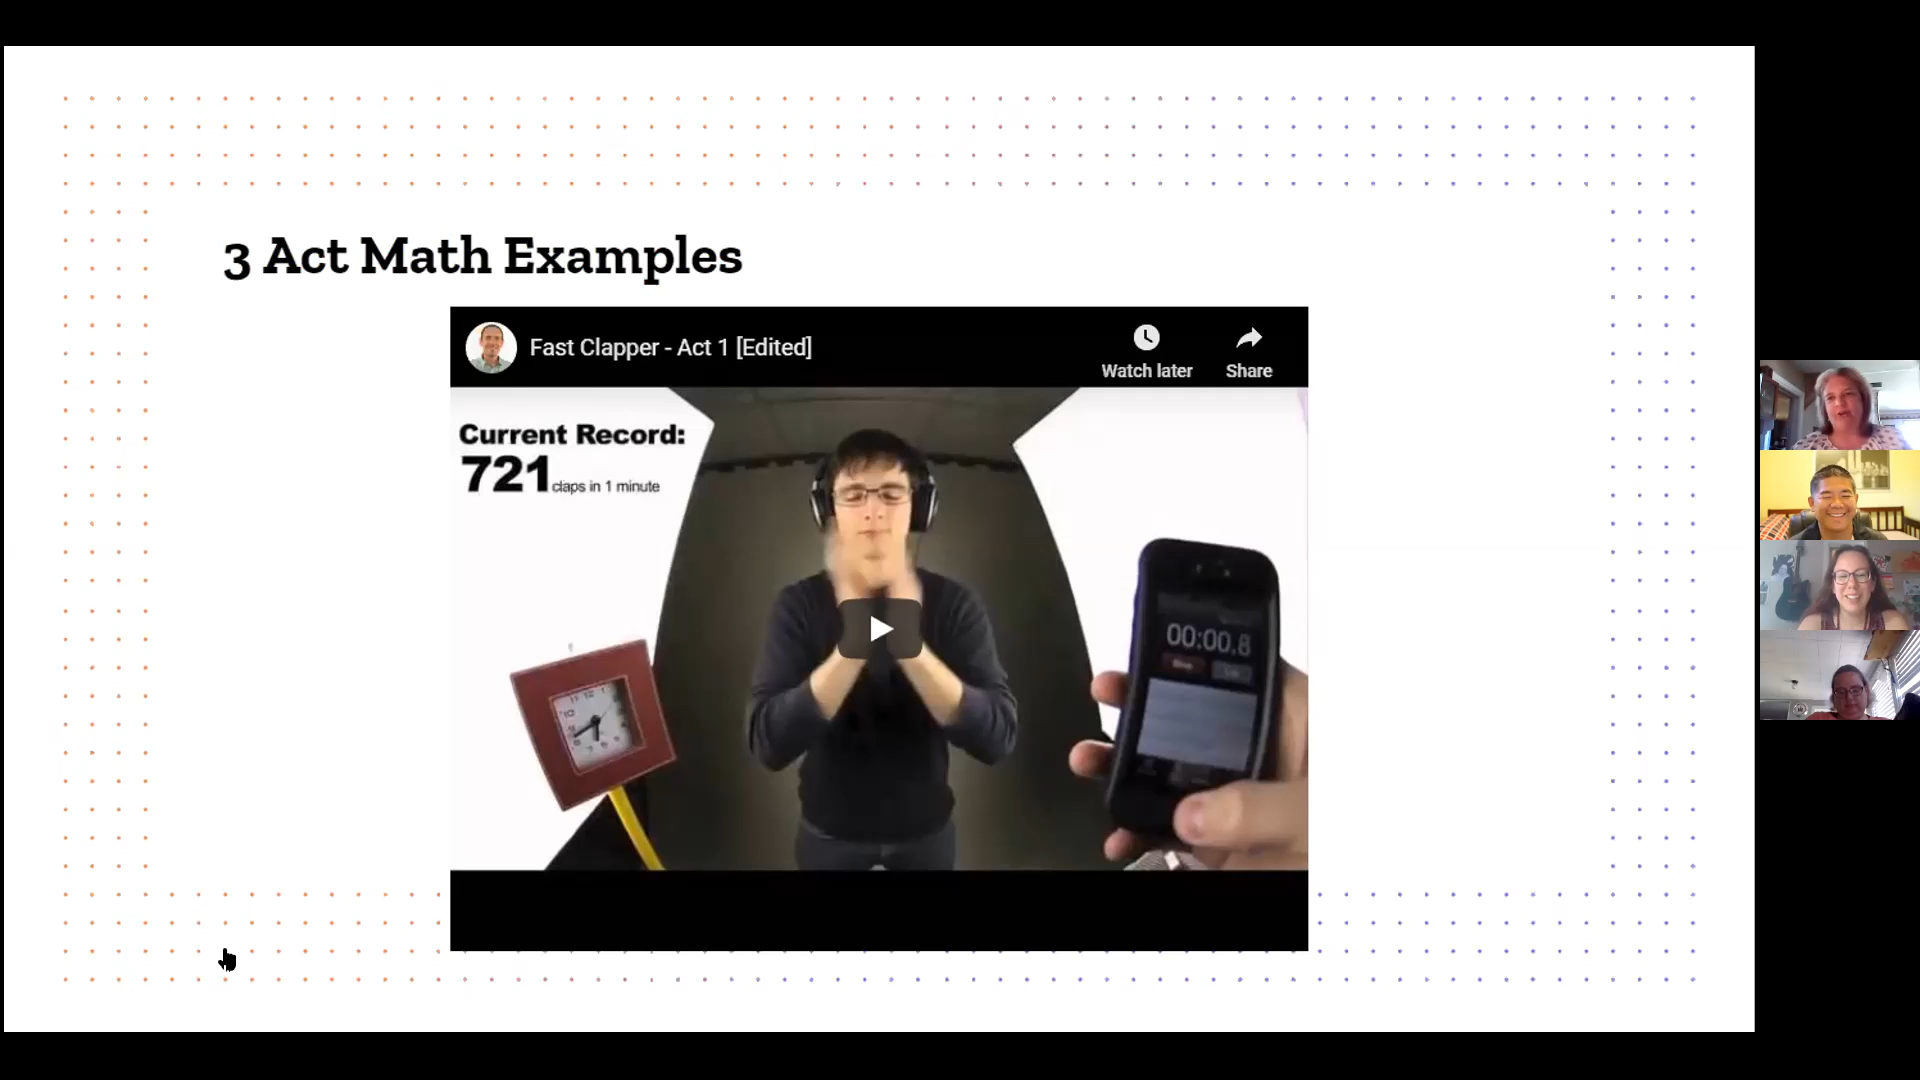 3 Act Math Examples
Fast Clapper - Act 1 [Edited]
Watch later
Share
Current Record:
721 claps in 1 minute
00:00.8